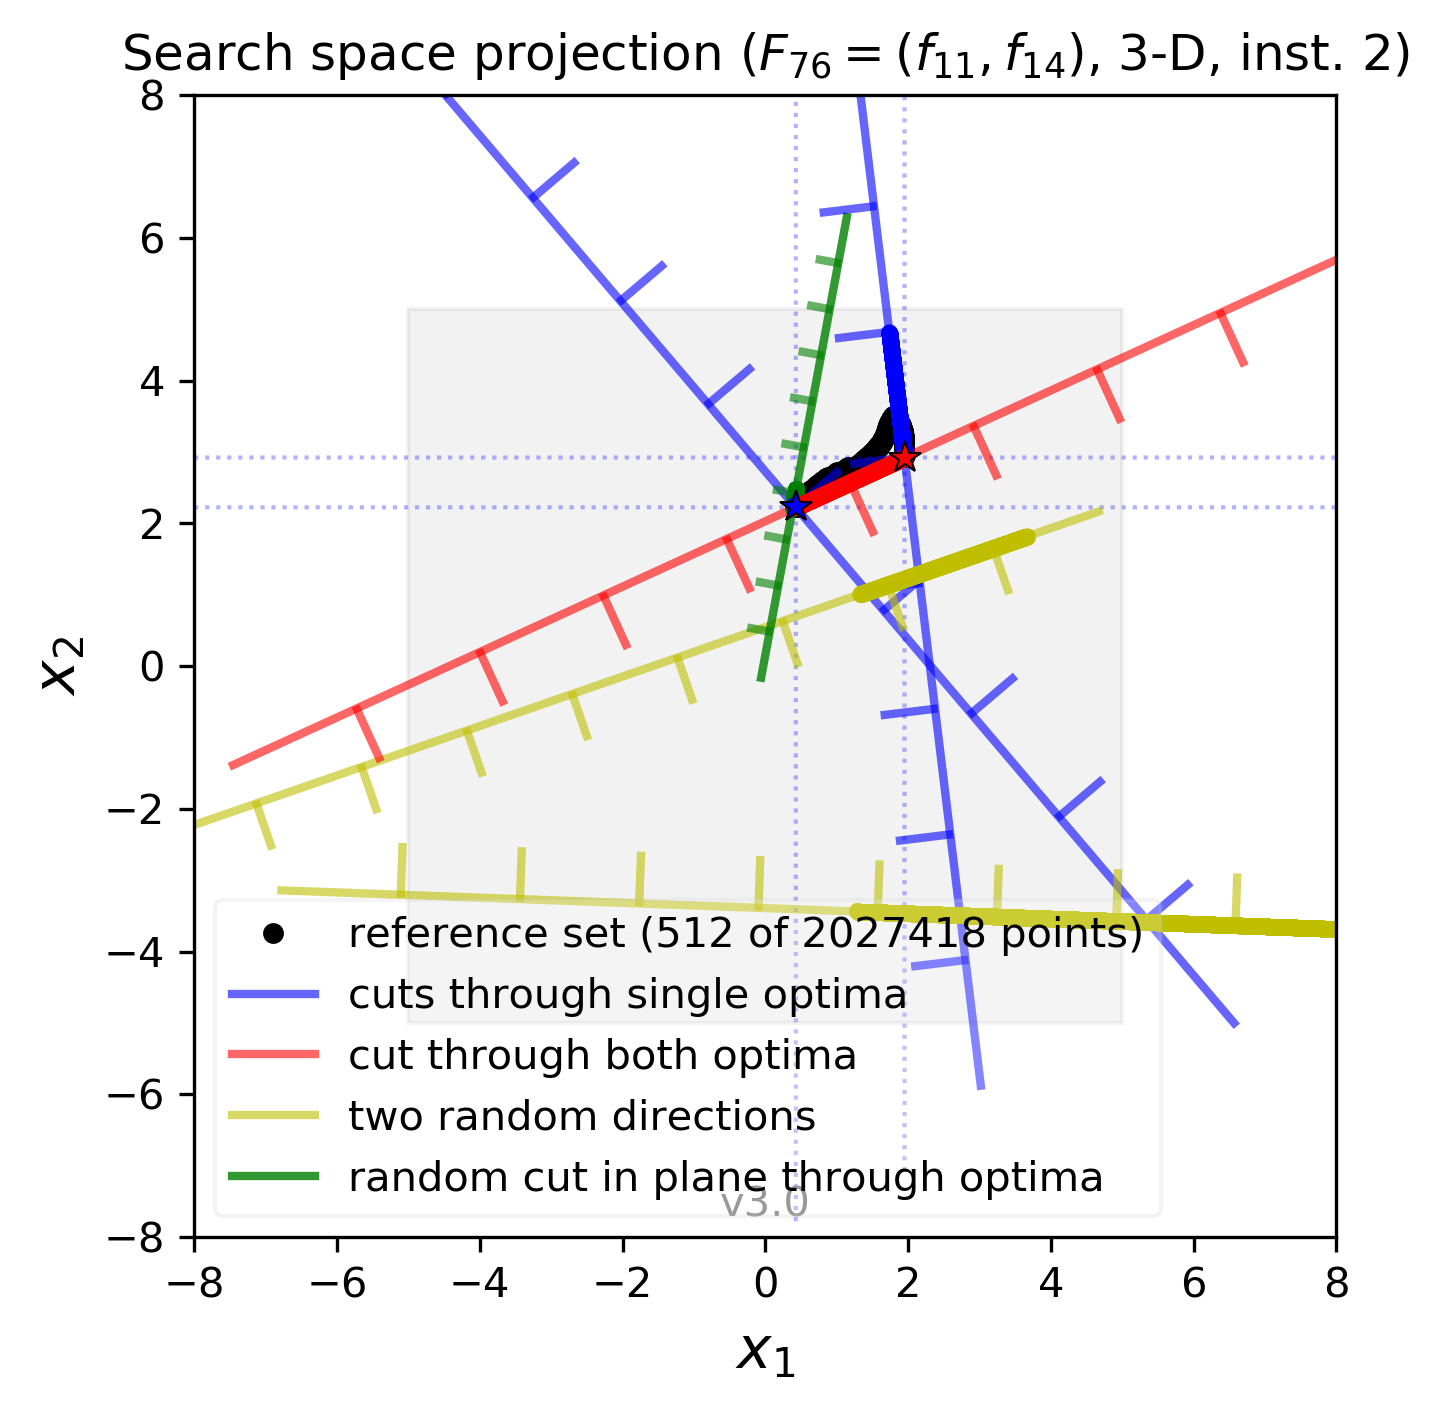 Search space projection (F76 = (f11, f14), 3-D, inst. 2)
8
6
4
2
0
−2
−4
−6
−8
x2
reference set (512 of 2027418 points)
cuts through single optima
cut through both optima
two random directions
random cut in plane through optima
v3.0
−8 −6 −4 −2 0 2 4 6 8
x1